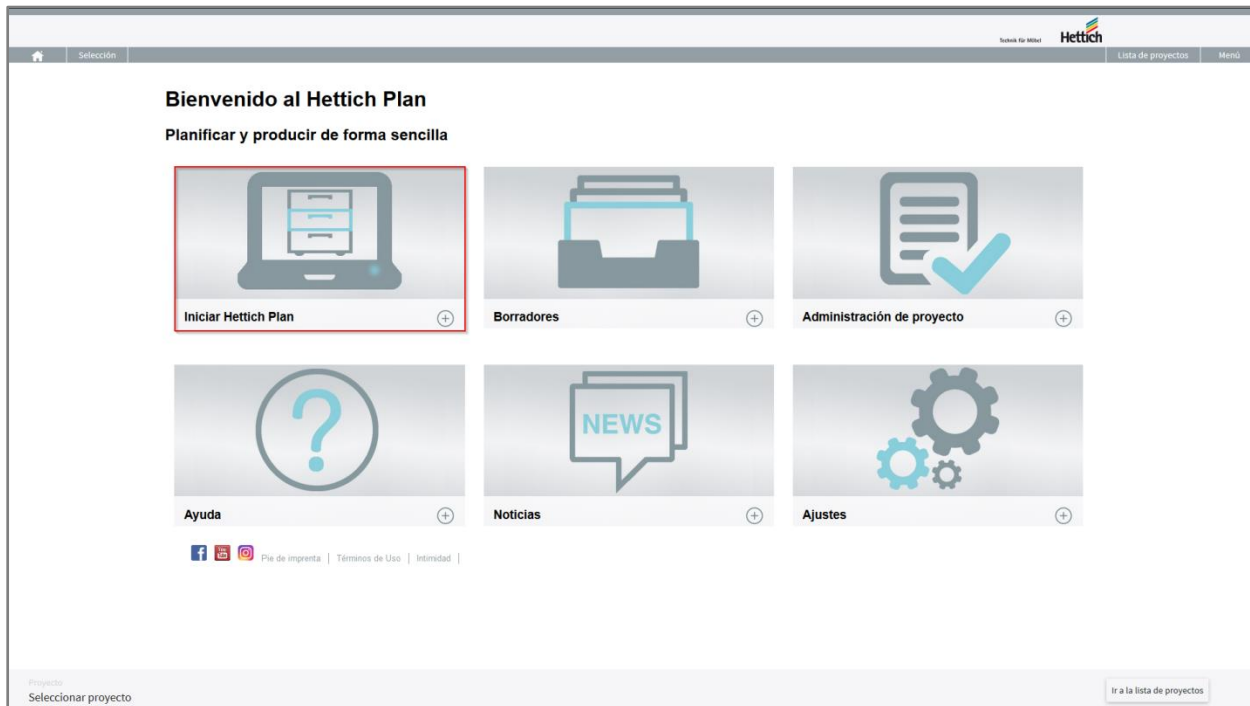 Technik für Möbel
Hettich
Selección
Lista de proyectos
Menú
Bienvenido al Hettich Plan
Planificar y producir de forma sencilla
Iniciar Hettich Plan
Borradores
Administración de proyecto
NEWS
Ayuda
Noticias
Ajustes
Pie de imprenta | Términos de Uso | Intimidad |
Proyecto
Seleccionar proyecto
Ir a la lista de proyectos